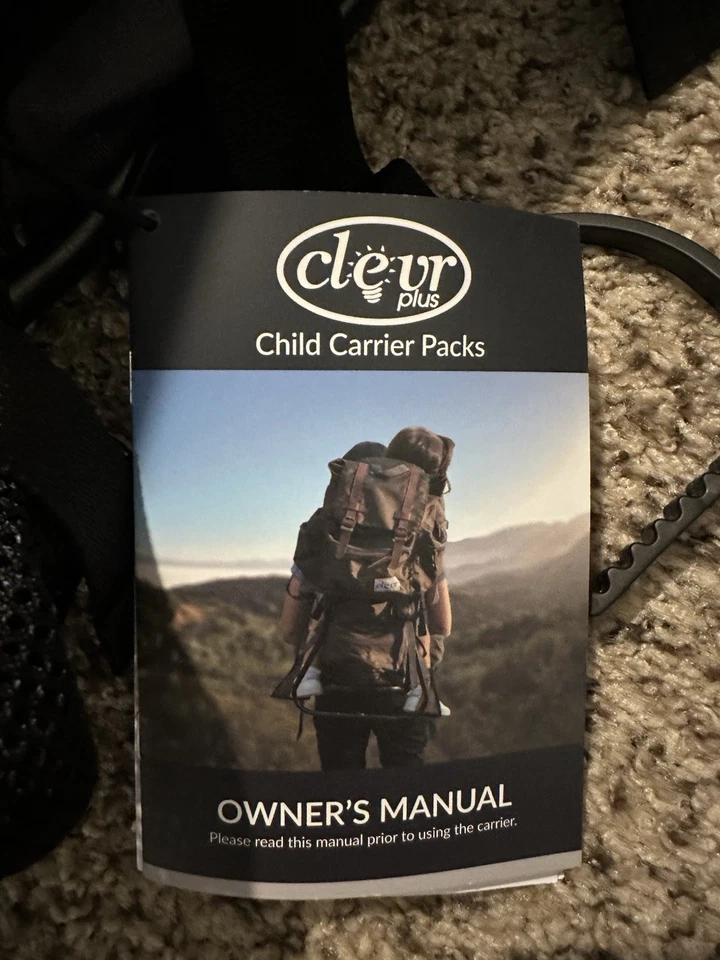 clevr
plus
Child Carrier Packs
OWNER'S MANUAL
Please read this manual prior to using the carrier.